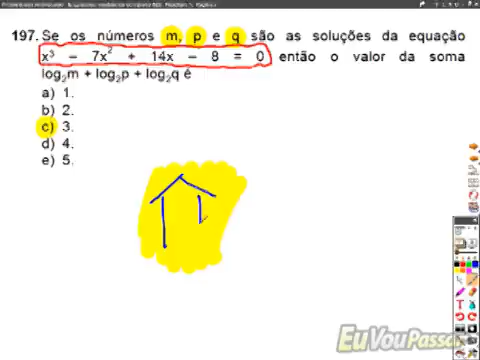 197. Se os números m, p e q são as soluções da equação
x³ - 7x² + 14x - 8 = 0 então o valor da soma
log₂m + log₂p + log₂q é
a) 1.
b) 2.
c) 3.
d) 4.
e) 5.
EuVouPassar